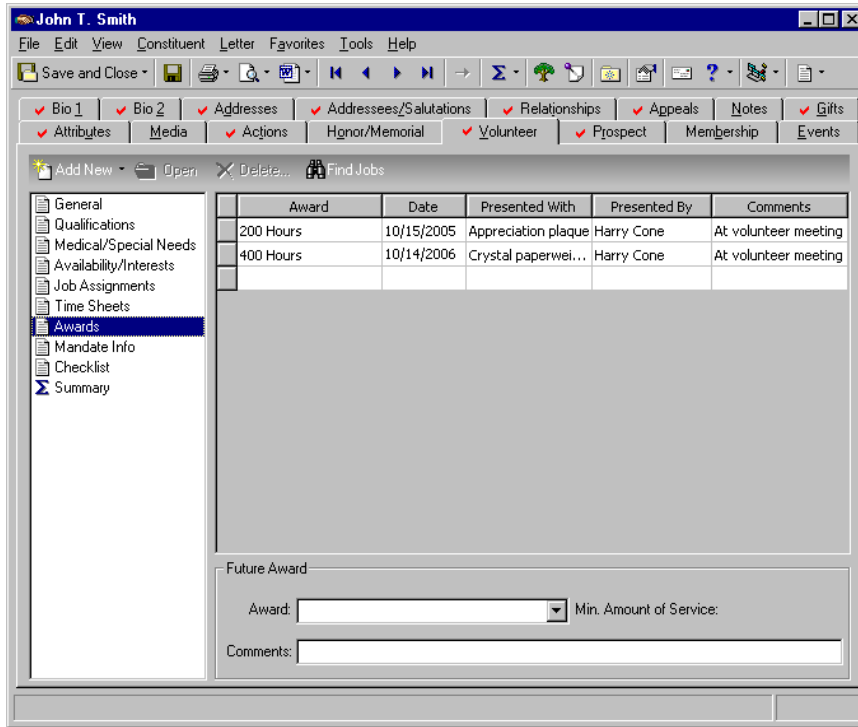 John T. Smith
File Edit View Constituent Letter Favorites Tools Help
Save and Close
Bio 1 Bio 2 Addresses Addressees/Salutations Relationships Appeals Notes Gifts
Attributes Media Actions Honor/Memorial Volunteer Prospect Membership Events
Add New Open Delete... Find Jobs
General
Qualifications
Medical/Special Needs
Availability/Interests
Job Assignments
Time Sheets
Awards
Mandate Info
Checklist
Summary
Award Date Presented With Presented By Comments
200 Hours 10/15/2005 Appreciation plaque Harry Cone At volunteer meeting
400 Hours 10/14/2006 Crystal paperwei... Harry Cone At volunteer meeting
Future Award
Award: Min. Amount of Service:
Comments: